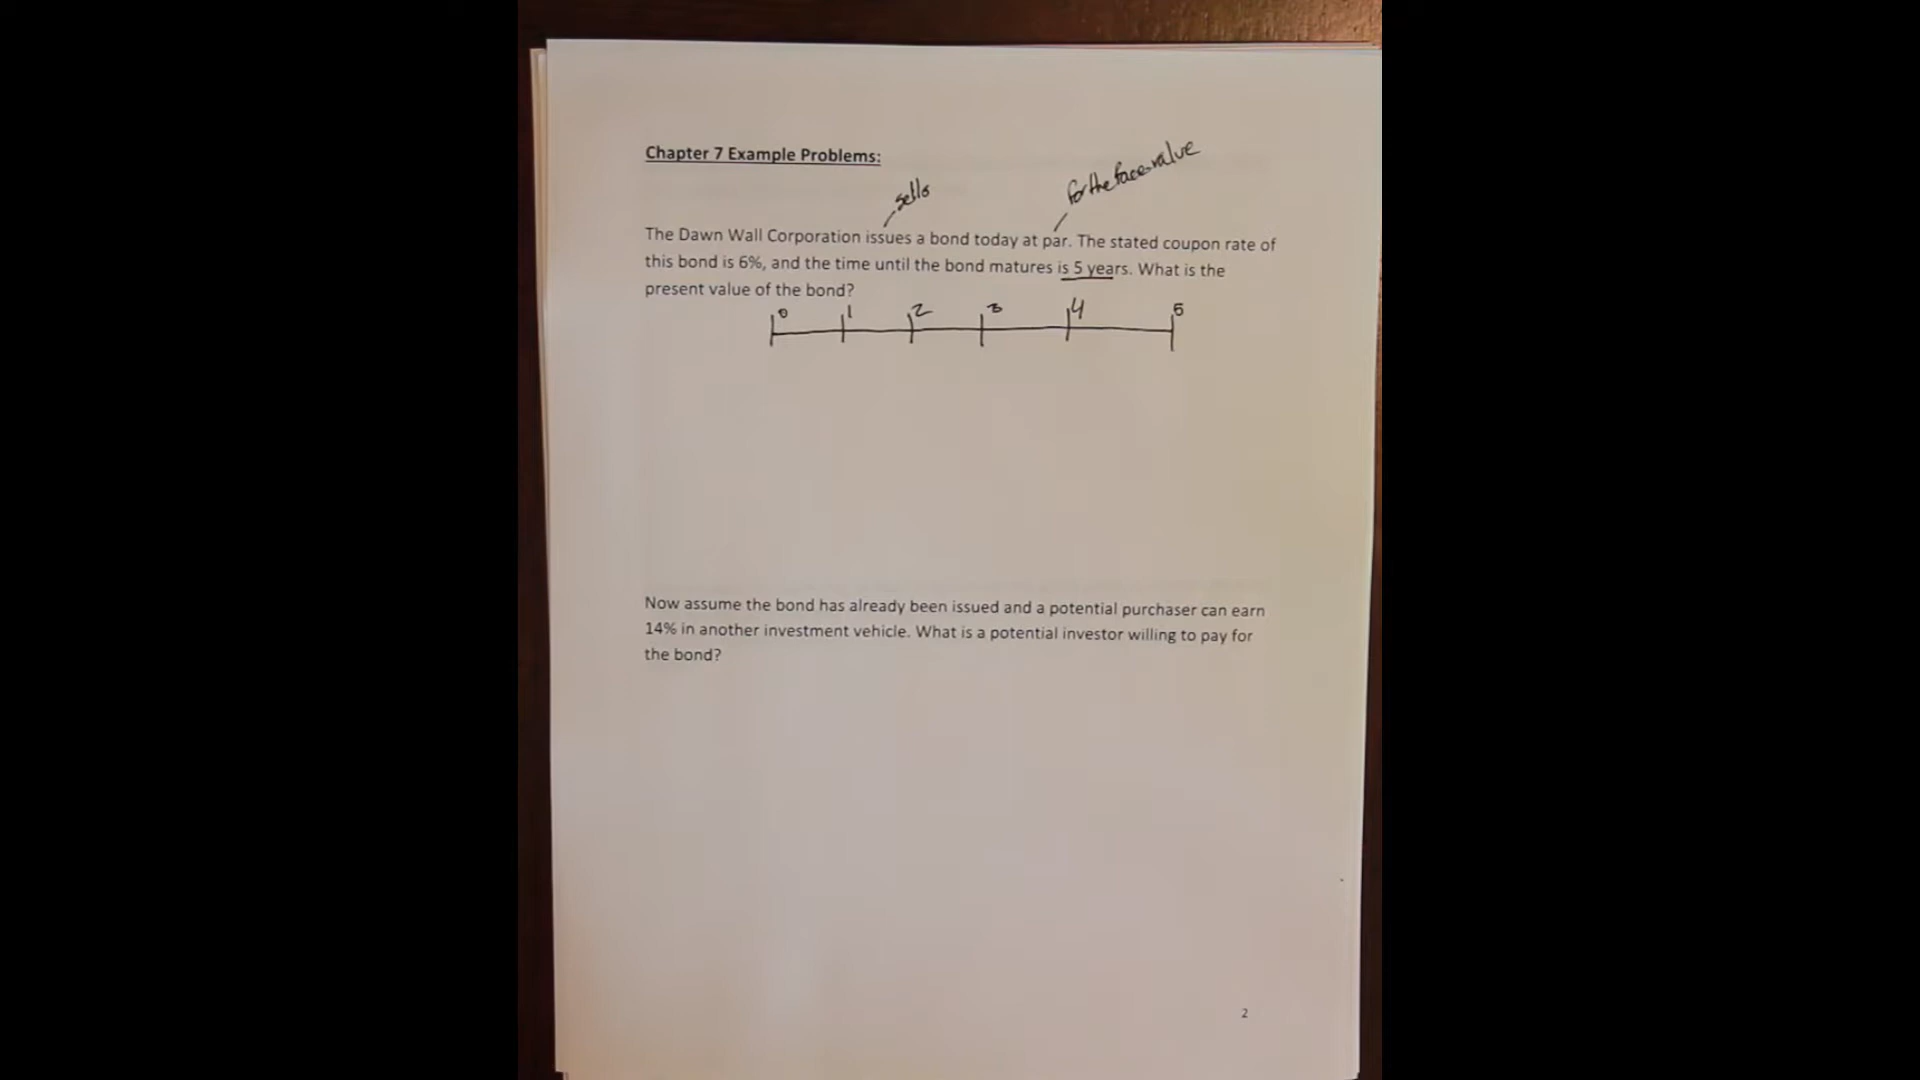 Chapter 7 Example Problems:
for the face value
sells
The Dawn Wall Corporation issues a bond today at par. The stated coupon rate of
this bond is 6%, and the time until the bond matures is 5 years. What is the
present value of the bond?
0 1 2 3 4 5
Now assume the bond has already been issued and a potential purchaser can earn
14% in another investment vehicle. What is a potential investor willing to pay for
the bond?
2